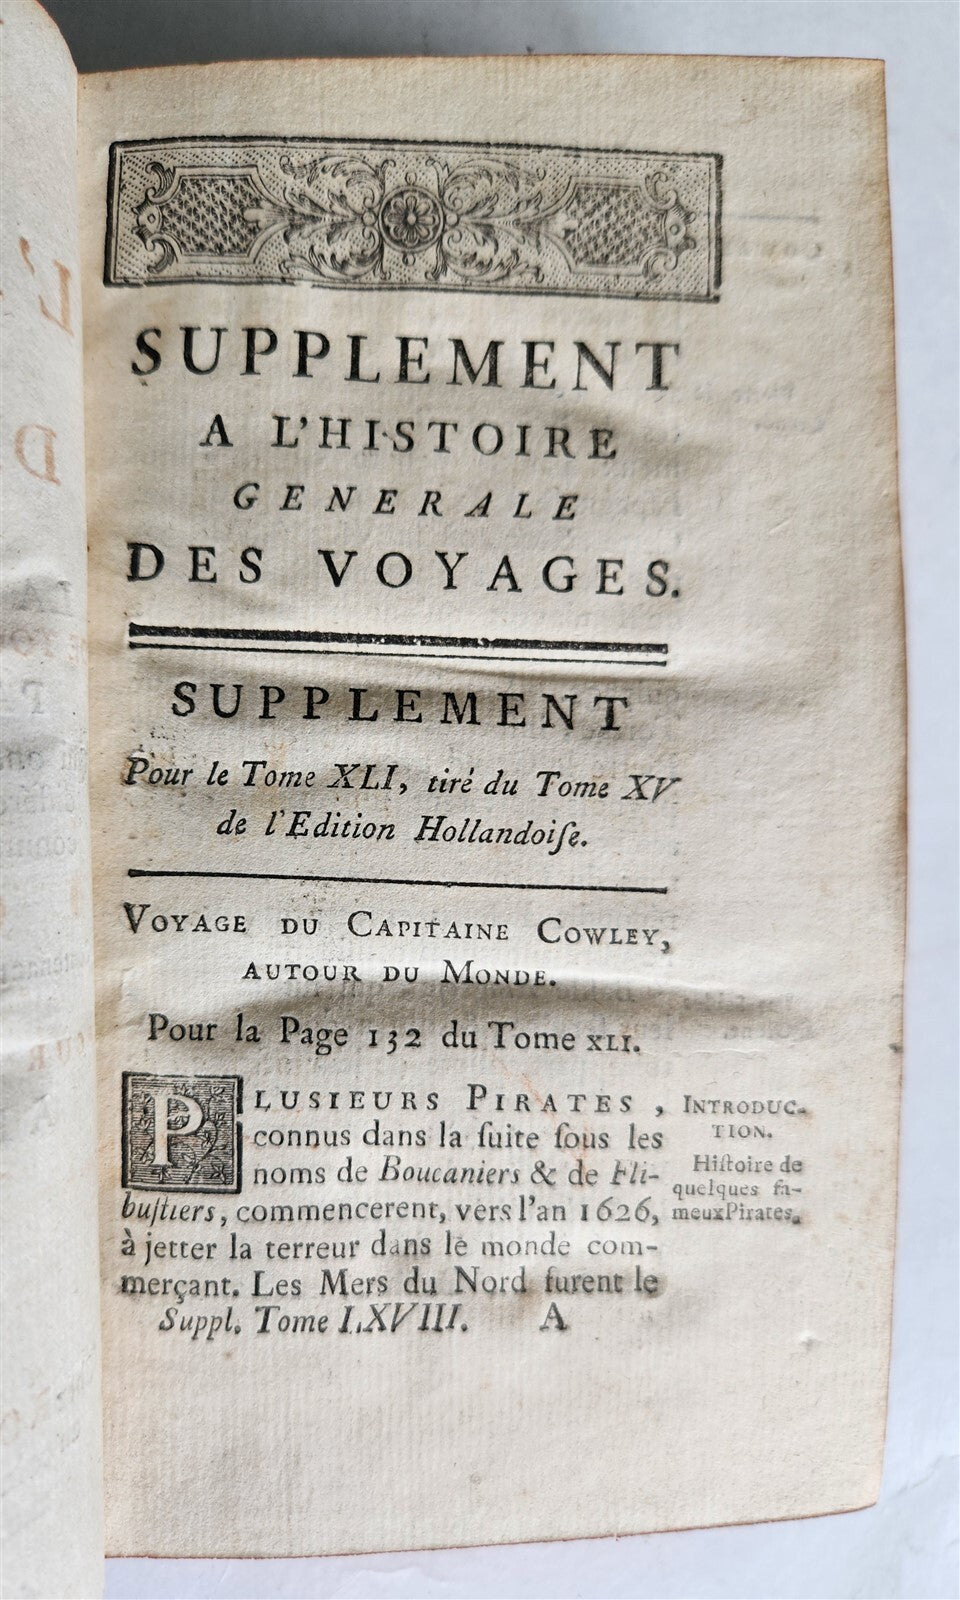 SUPPLEMENT
A L'HISTOIRE
GENERALE
DES VOYAGES.
SUPPLEMENT
Pour le Tome XLI, tiré du Tome XV
de l'Edition Hollandoiſe.
VOYAGE DU CAPITAINE COWLEY,
AUTOUR DU MONDE.
Pour la Page 132 du Tome XLI.
PLUSIEURS PIRATES,
connus dans la ſuite ſous les
noms de Boucaniers & de Fli-
buſtiers, commencerent, vers l'an 1626,
à jetter la terreur dans le monde com-
merçant. Les Mers du Nord furent le
Suppl. Tome LXVIII. A
INTRODUC-
TION.
Hiſtoire de
quelques fa-
meux Pirates.